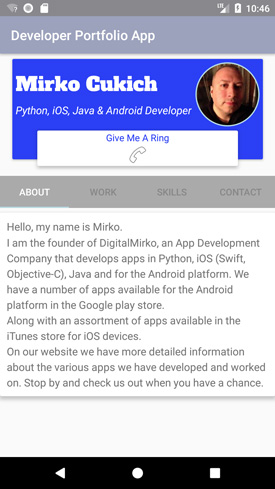 10:46
Developer Portfolio App
Mirko Cukich
Python, iOS, Java & Android Developer
Give Me A Ring
ABOUT WORK SKILLS CONTACT
Hello, my name is Mirko.
I am the founder of DigitalMirko, an App Development
Company that develops apps in Python, iOS (Swift,
Objective-C), Java and for the Android platform. We
have a number of apps available for the Android
platform in the Google play store.
Along with an assortment of apps available in the
iTunes store for iOS devices.
On our website we have more detailed information
about the various apps we have developed and worked
on. Stop by and check us out when you have a chance.